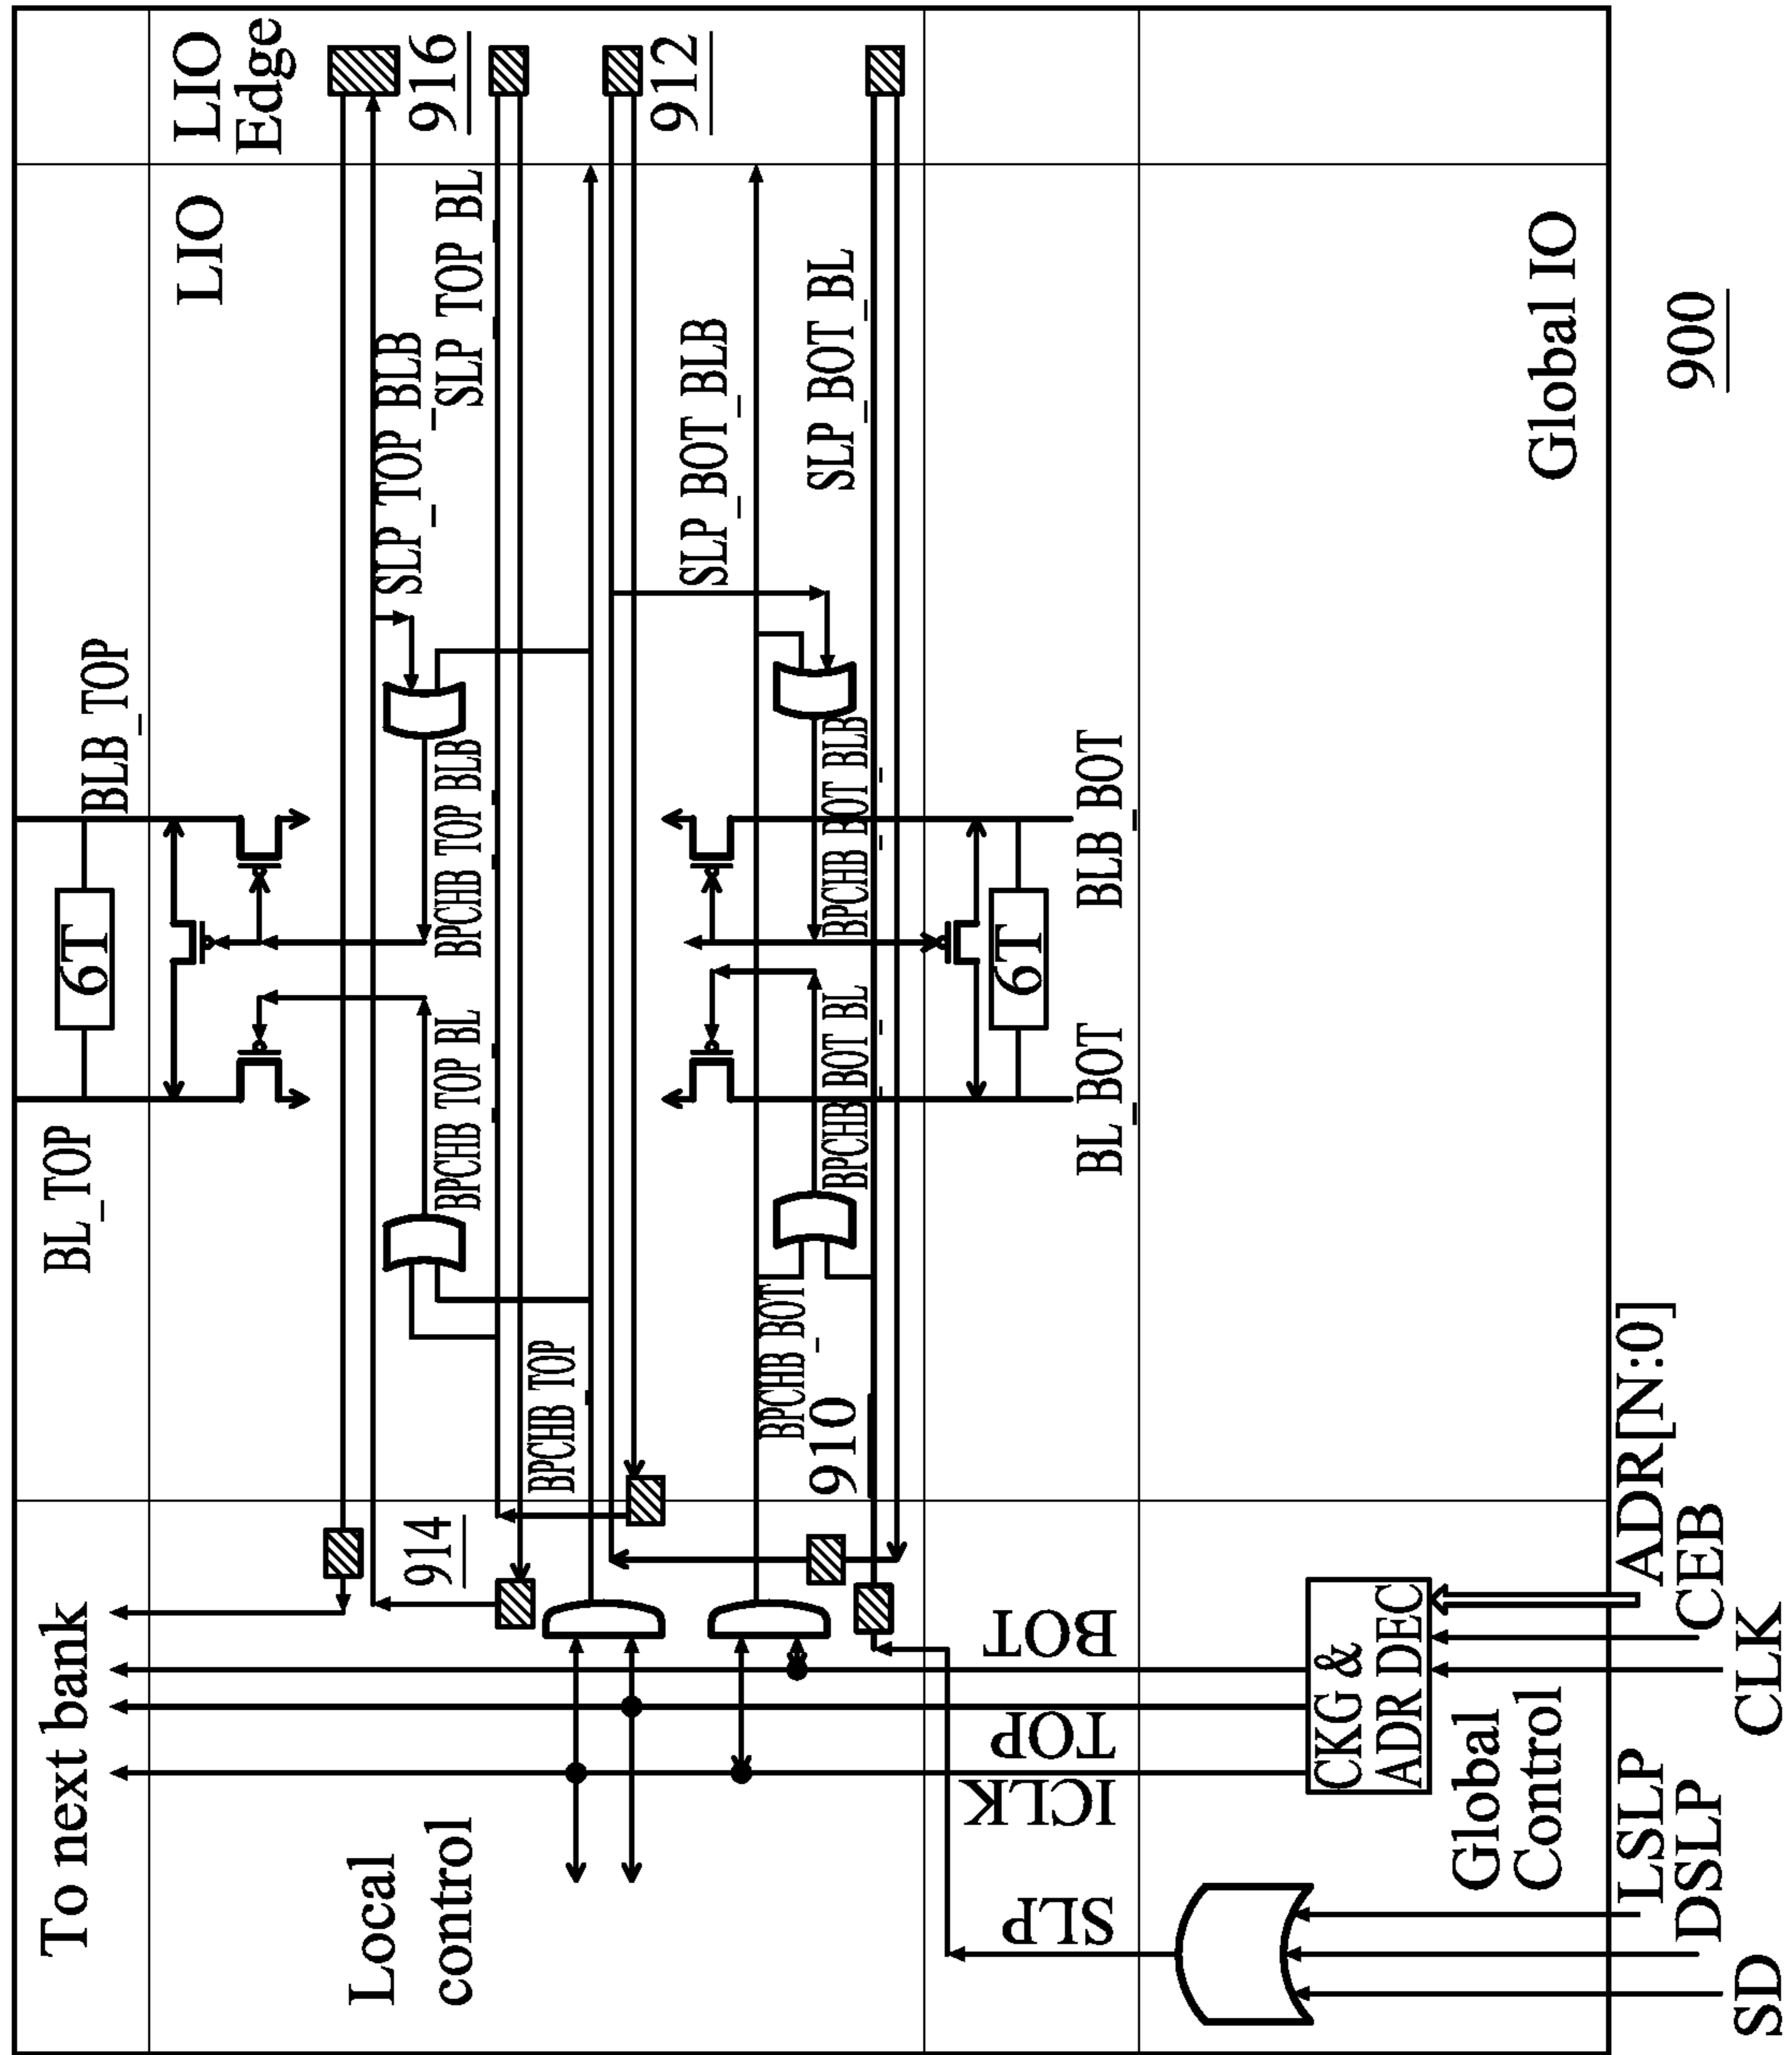 To next bank
Local
control
BL_TOP
6T
BLB_TOP
LIO
LIO
Edge
916
914
912
910
SLP_TOP_BLB
SLP_TOP_BL
BPCHB_TOP_BL
BPCHB_TOP_BLB
BPCHB_TOP
SLP_BOT_BLB
SLP_BOT_BL
BPCHB_BOT
BPCHB_BOT_BL
BPCHB_BOT_BLB
6T
BL_BOT
BLB_BOT
SLP
ICLK
TOP
BOT
CKG &
ADR DEC
Global
Control
Global IO
SD
DSLP
LSLP
CLK
CEB
ADR[N:0]
900